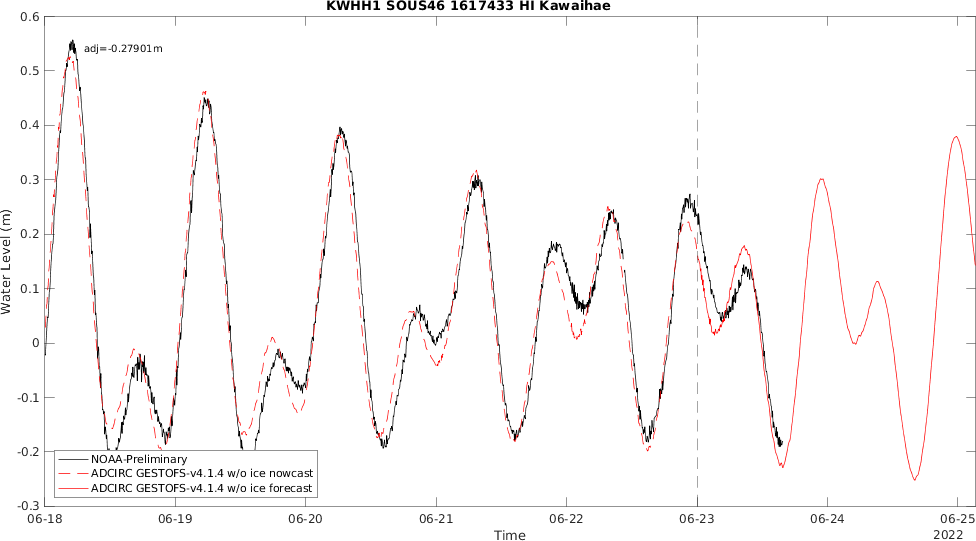 KWHH1 SOUS46 1617433 HI Kawaihae
adj=-0.27901m
0.6
0.5
0.4
0.3
0.2
0.1
0
-0.1
-0.2
-0.3
Water Level (m)
NOAA-Preliminary
ADCIRC GESTOFS-v4.1.4 w/o ice nowcast
ADCIRC GESTOFS-v4.1.4 w/o ice forecast
06-18 06-19 06-20 06-21 06-22 06-23 06-24 06-25
Time
2022